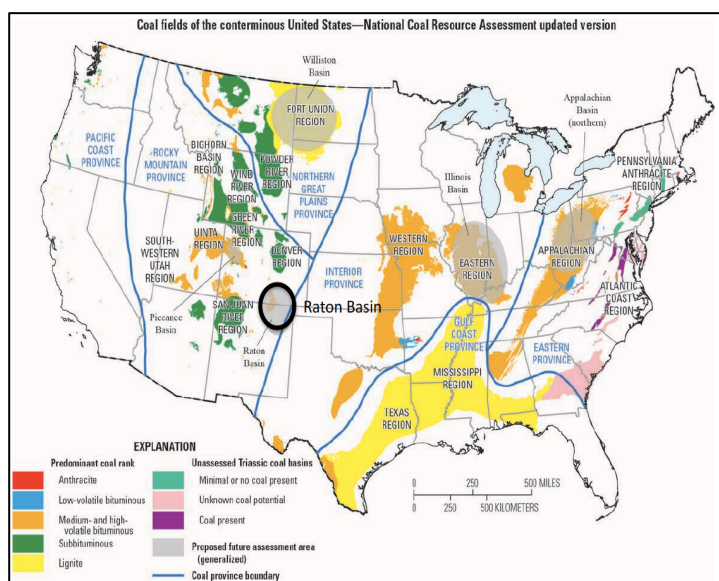 Coal fields of the conterminous United States—National Coal Resource Assessment updated version
Williston
Basin
FORT UNION
REGION
Appalachian
Basin
(northern)
PACIFIC
COAST
PROVINCE
ROCKY
MOUNTAIN
PROVINCE
BIGHORN
BASIN
REGION
WIND
RIVER
REGION
POWDER
RIVER
REGION
NORTHERN
GREAT
PLAINS PROVINCE
Illinois
Basin
PENNSYLVANIA
ANTHRACITE
REGION
GREEN
RIVER
REGION
UINTA
REGION
SOUTH-
WESTERN
UTAH
REGION
DENVER
REGION
WESTERN
REGION
INTERIOR
PROVINCE
EASTERN
REGION
APPALACHIAN
REGION
ATLANTIC
COAST
REGION
Piceance
Basin
SAN JUAN
RIVER
REGION
Raton Basin
Raton
Basin
GULF
COAST
PROVINCE
EASTERN
PROVINCE
MISSISSIPPI
REGION
TEXAS
REGION
EXPLANATION
Predominant coal rank
Anthracite
Low-volatile bituminous
Medium- and high-
volatile bituminous
Subbituminous
Lignite
Unassessed Triassic coal basins
Minimal or no coal present
Unknown coal potential
Coal present
Proposed future assessment area
(generalized)
Coal province boundary
0 250 500 MILES
0 250 500 KILOMETERS